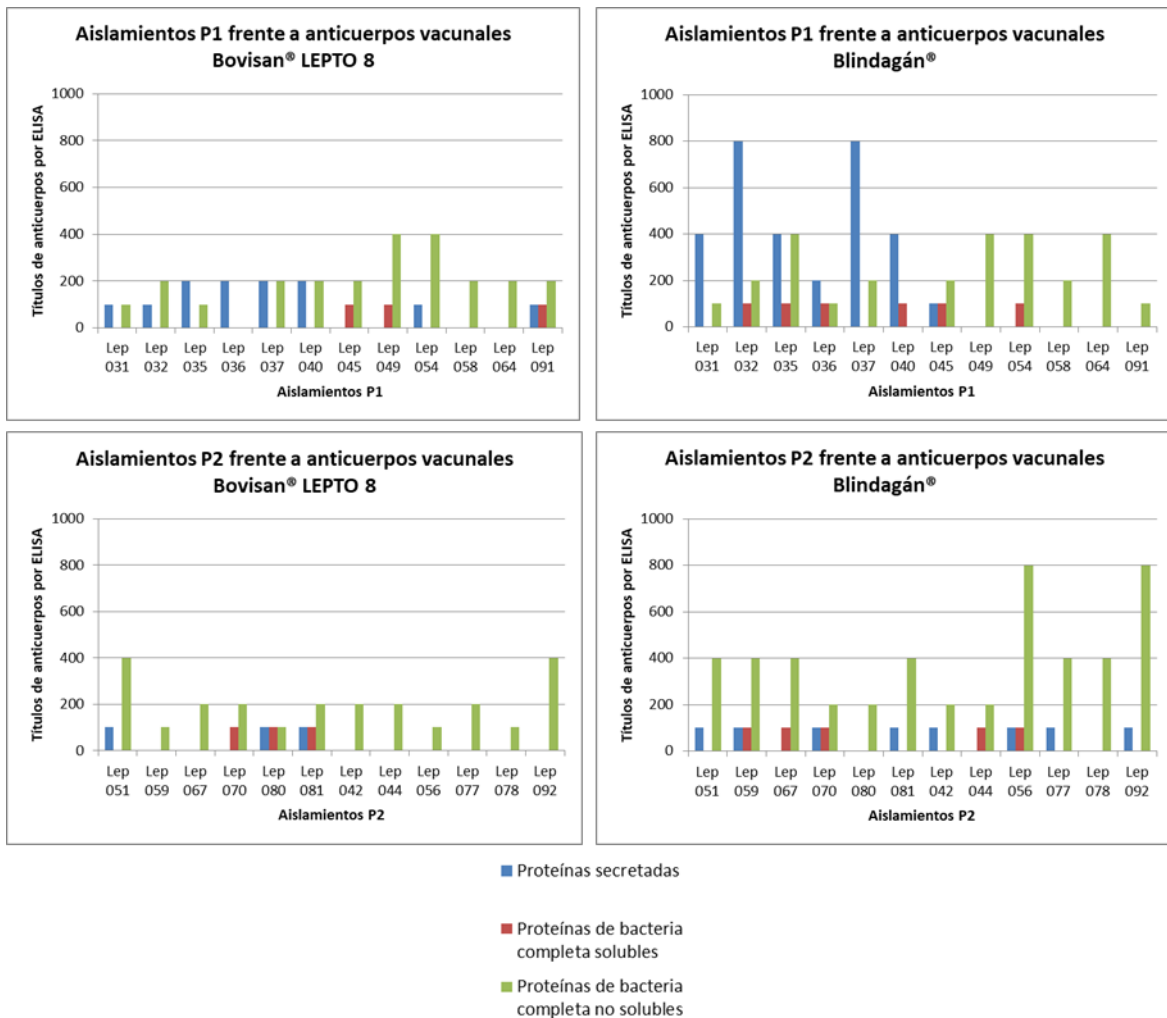 Aislamientos P1 frente a anticuerpos vacunales
Bovisan® LEPTO 8
Títulos de anticuerpos por ELISA
1000
800
600
400
200
0
Lep Lep Lep Lep Lep Lep Lep Lep Lep Lep Lep Lep
031 032 035 036 037 040 045 049 054 058 064 091
Aislamientos P1
Aislamientos P1 frente a anticuerpos vacunales
Blindagán®
Títulos de anticuerpos por ELISA
1000
800
600
400
200
0
Lep Lep Lep Lep Lep Lep Lep Lep Lep Lep Lep Lep
031 032 035 036 037 040 045 049 054 058 064 091
Aislamientos P1
Aislamientos P2 frente a anticuerpos vacunales
Bovisan® LEPTO 8
Títulos de anticuerpos por ELISA
1000
800
600
400
200
0
Lep Lep Lep Lep Lep Lep Lep Lep Lep Lep Lep Lep
051 059 067 070 080 081 042 044 056 077 078 092
Aislamientos P2
Aislamientos P2 frente a anticuerpos vacunales
Blindagán®
Títulos de anticuerpos por ELISA
1000
800
600
400
200
0
Lep Lep Lep Lep Lep Lep Lep Lep Lep Lep Lep Lep
051 059 067 070 080 081 042 044 056 077 078 092
Aislamientos P2
Proteínas secretadas
Proteínas de bacteria
completa solubles
Proteínas de bacteria
completa no solubles